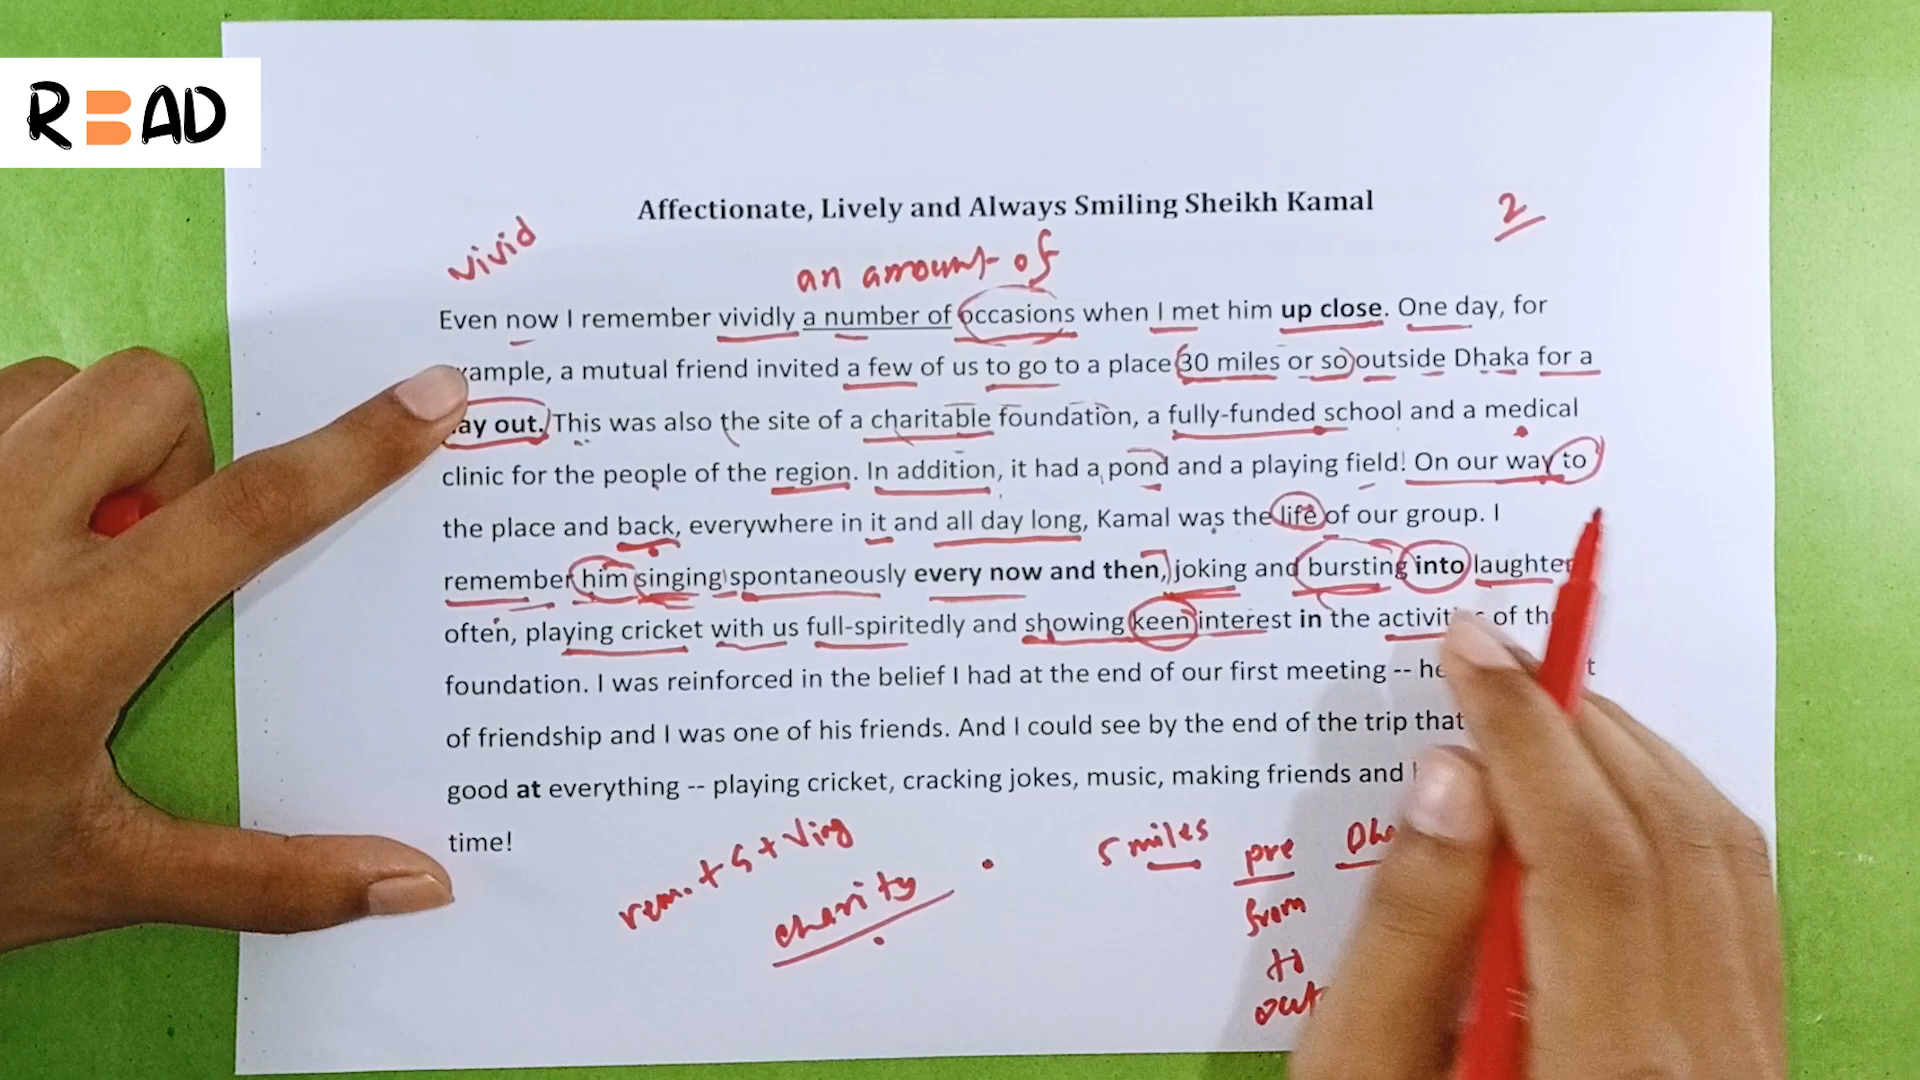 READ
Affectionate, Lively and Always Smiling Sheikh Kamal
2
vivid
an amount of
Even now I remember vividly a number of occasions when I met him up close. One day, for
a mutual friend invited a few of us to go to a place 30 miles or so outside Dhaka for a
out. This was also the site of a charitable foundation, a fully-funded school and a medical
clinic for the people of the region. In addition, it had a pond and a playing field! On our way to
the place and back, everywhere in it and all day long, Kamal was the life of our group. I
remember him singing spontaneously every now and then, joking and bursting into laughter
often, playing cricket with us full-spiritedly and showing keen interest in the of
foundation. I was reinforced in the belief I had at the end of our first meeting --
of friendship and I was one of his friends. And I could see by the end of the trip that
good at everything -- playing cricket, cracking jokes, music, making friends and
time!
rem. + S + Ving
charity
5 miles
pre
from
to
out